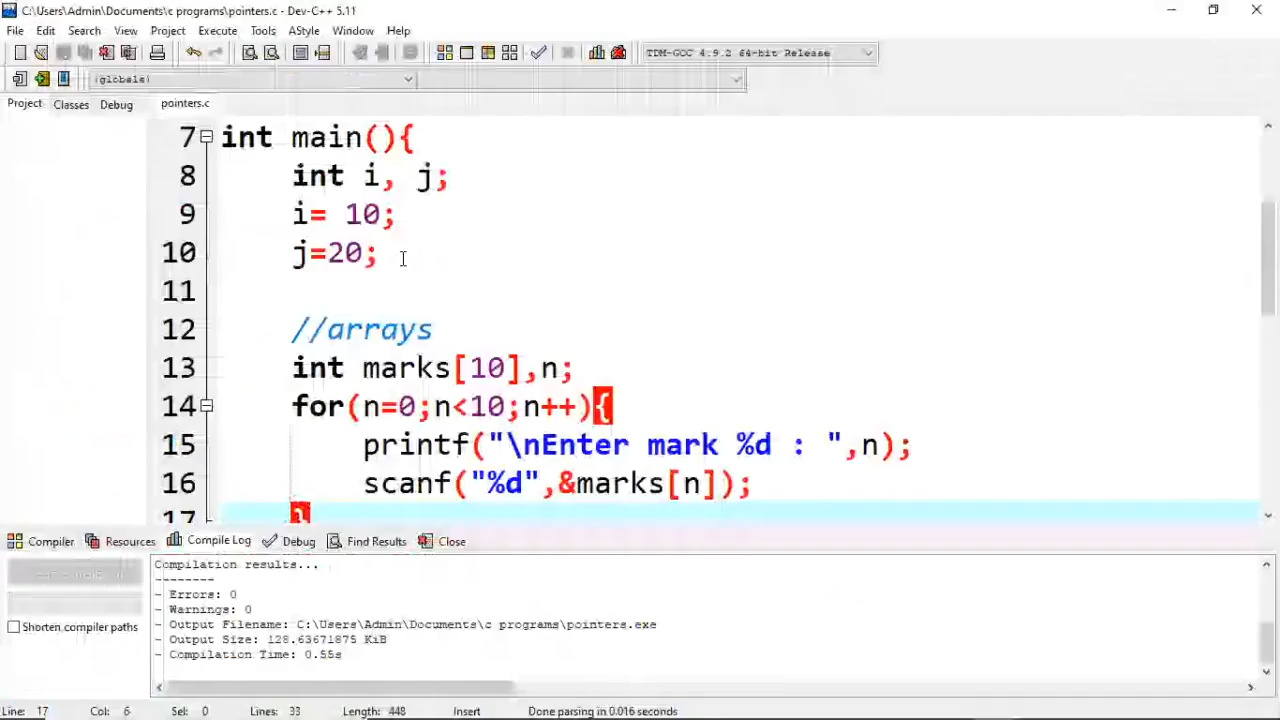 C:\Users\Admin\Documents\c programs\pointers.c - Dev-C++ 5.11
File Edit Search View Project Execute Tools AStyle Window Help
TDM-GCC 4.9.2 64-bit Release
(globals)
Project Classes Debug pointers.c
7 int main(){
8 int i, j;
9 i= 10;
10 j=20;
11
12 //arrays
13 int marks[10],n;
14 for(n=0;n<10;n++){
15 printf("\nEnter mark %d : ",n);
16 scanf("%d",&marks[n]);
17 }
Compiler Resources Compile Log Debug Find Results Close
Compilation results...
--------
- Errors: 0
- Warnings: 0
- Output Filename: C:\Users\Admin\Documents\c programs\pointers.exe
- Output Size: 128.63671875 KiB
- Compilation Time: 0.55s
Shorten compiler paths
Line: 17 Col: 6 Sel: 0 Lines: 33 Length: 448 Insert Done parsing in 0.016 seconds